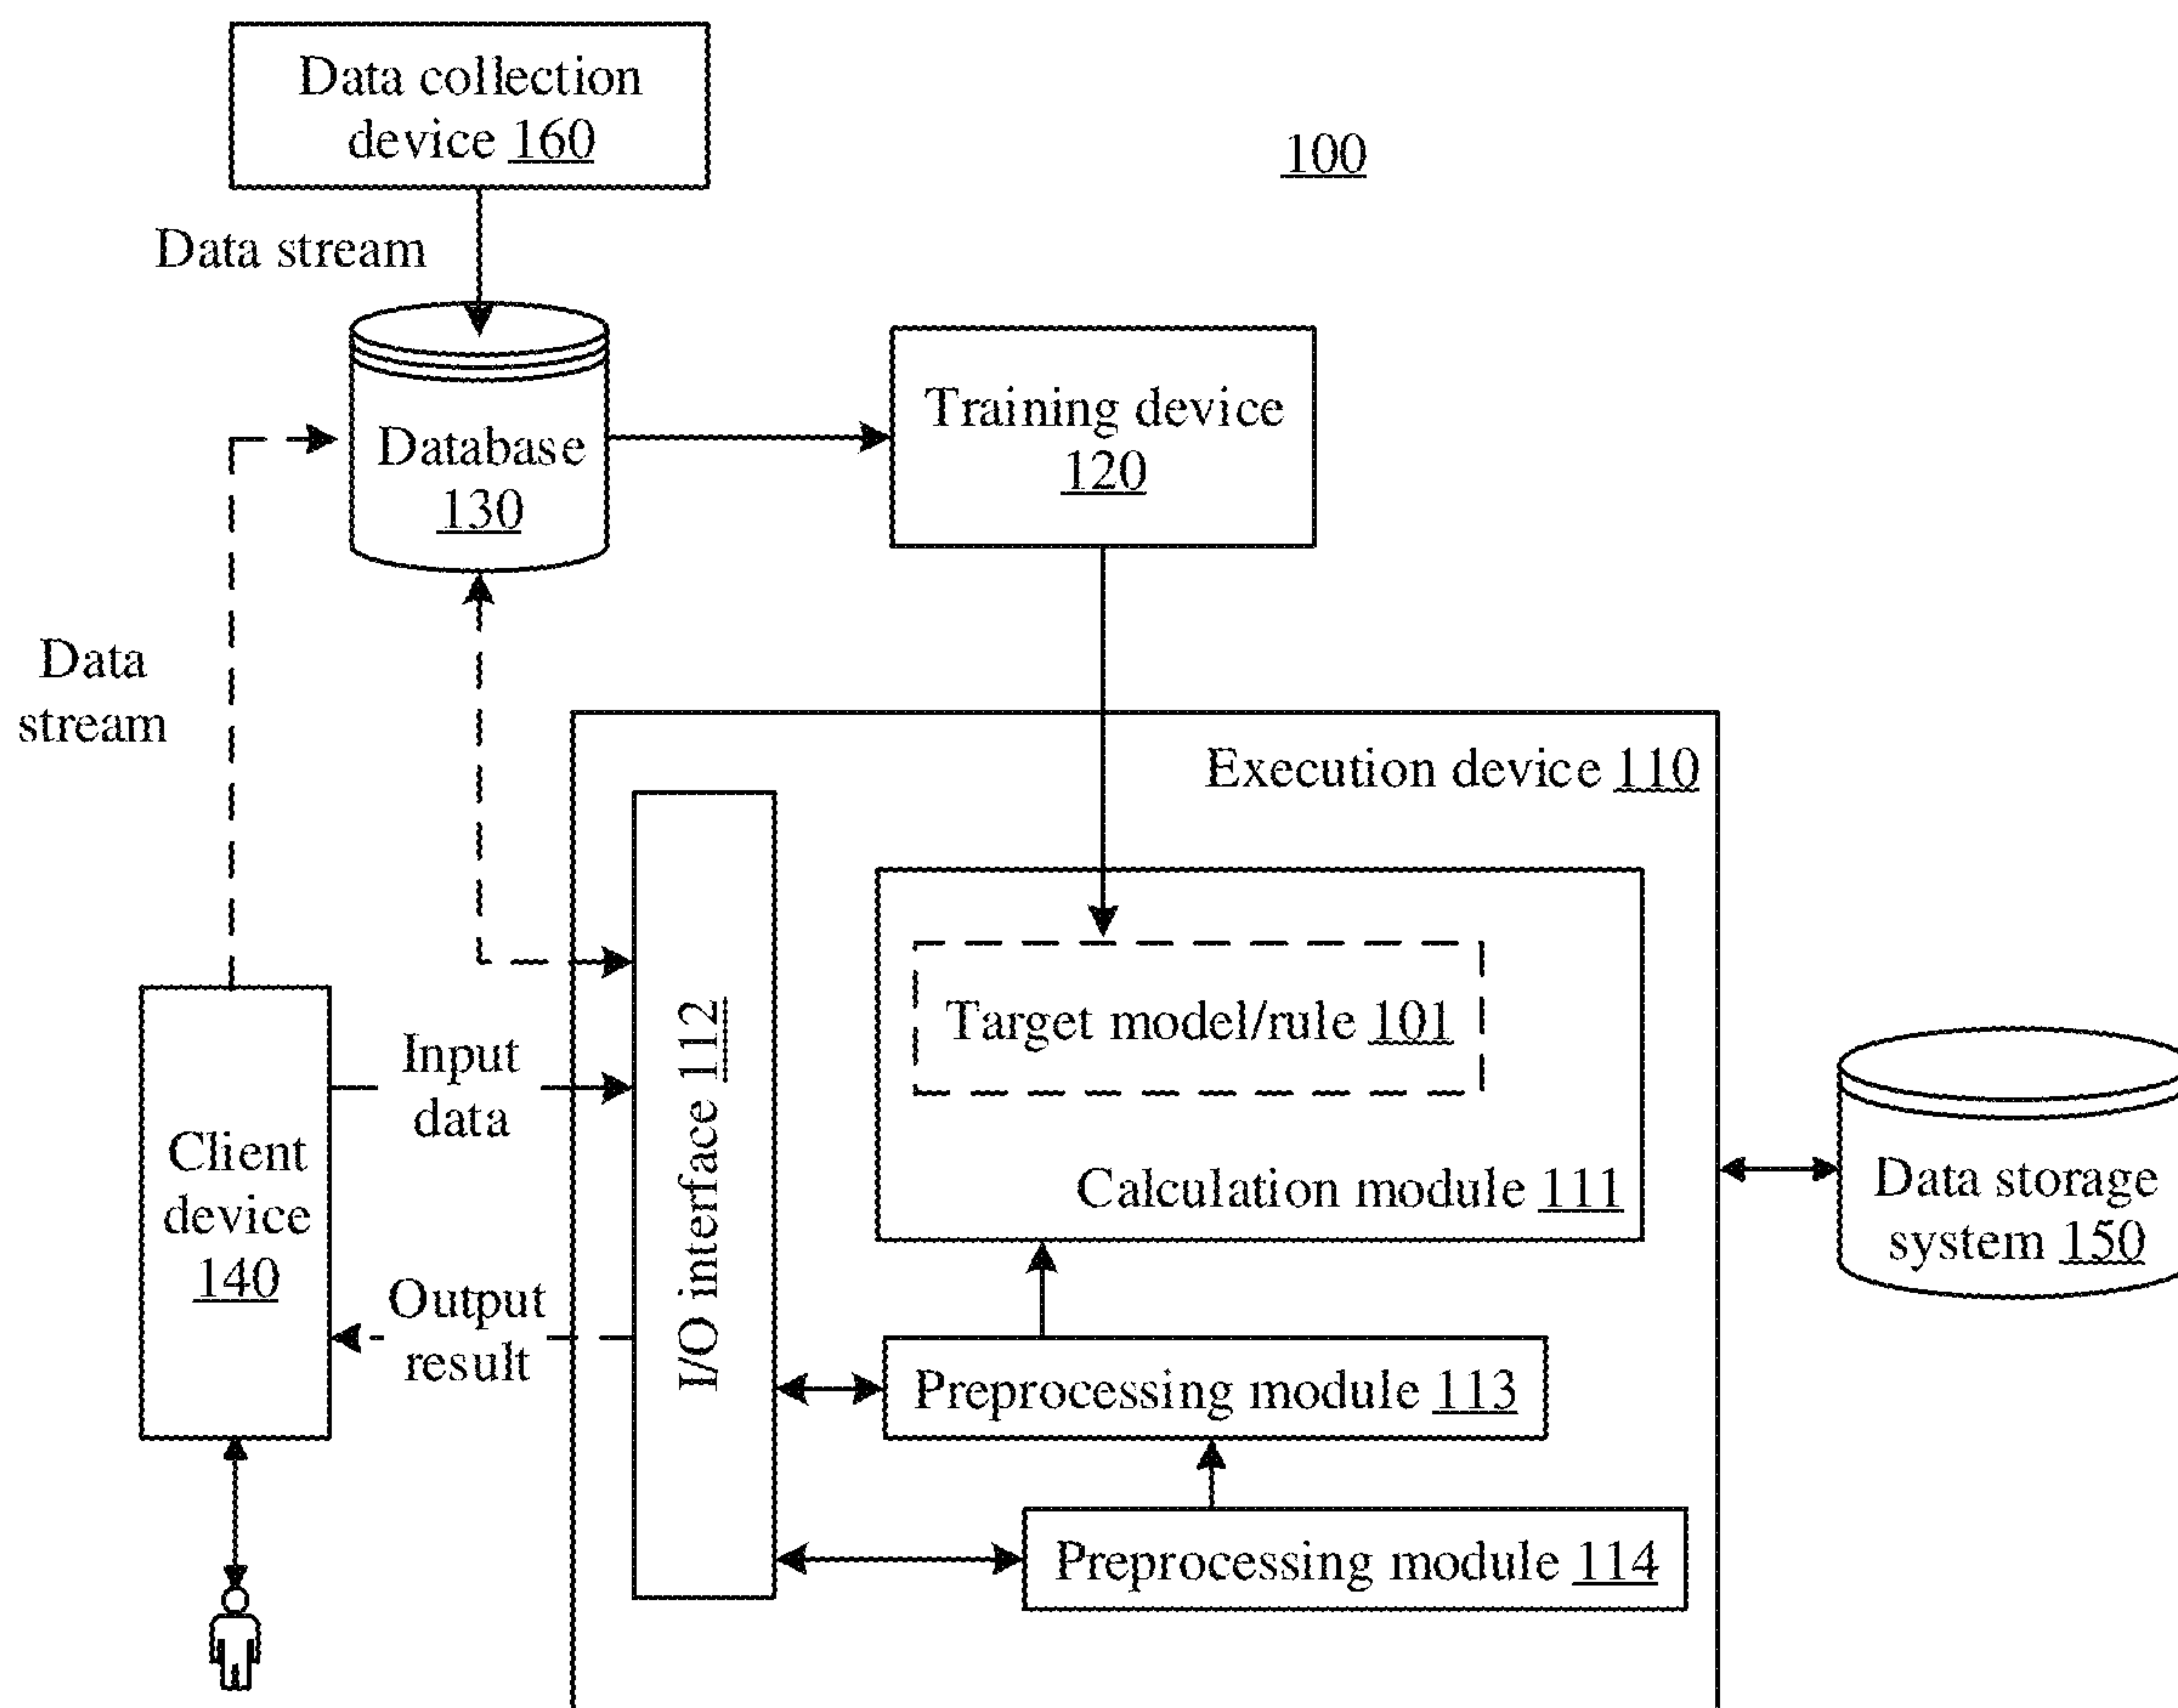 Data collection
device 160
100
Data stream
Database
130
Training device
120
Data
stream
Execution device 110
I/O interface 112
Target model/rule 101
Calculation module 111
Input
data
Client
device
140
Output
result
Data storage
system 150
Preprocessing module 113
Preprocessing module 114